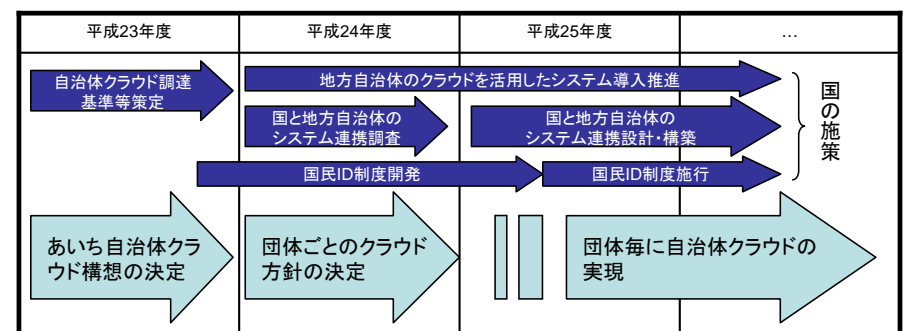 平成23年度
平成24年度
平成25年度
…
自治体クラウド調達
基準等策定
地方自治体のクラウドを活用したシステム導入推進
国と地方自治体の
システム連携調査
国と地方自治体の
システム連携設計・構築
国民ID制度開発
国民ID制度施行
国の施策
あいち自治体クラ
ウド構想の決定
団体ごとのクラウド
方針の決定
団体毎に自治体クラウドの
実現